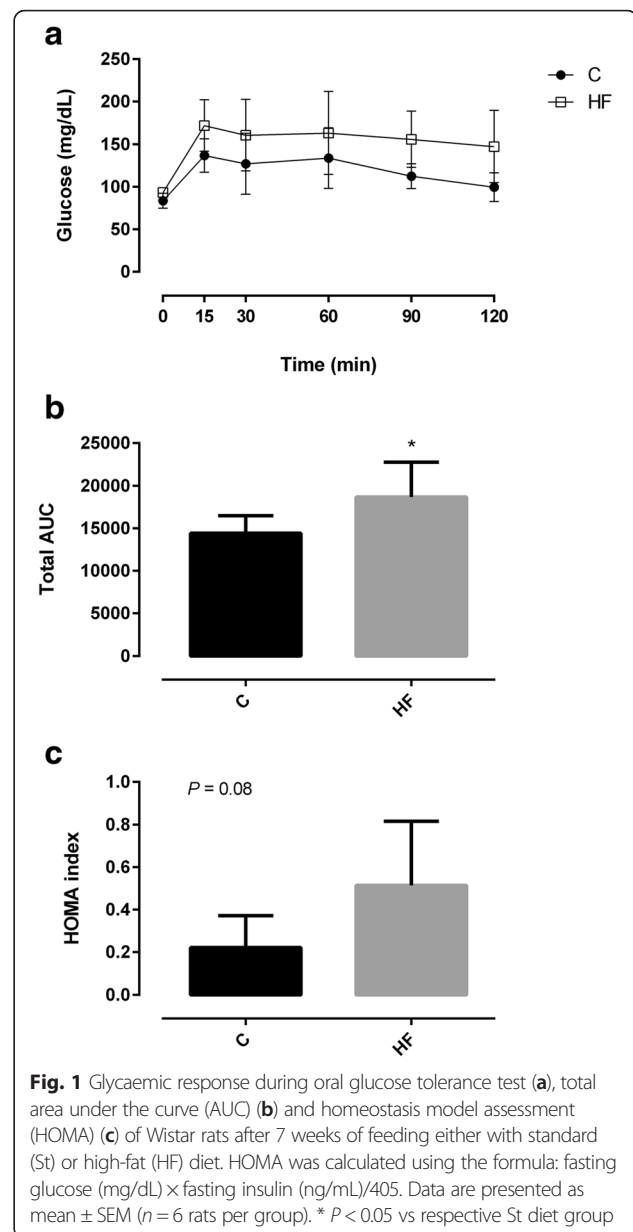 a
C
HF
250
200
150
100
50
0
Glucose (mg/dL)
0 15 30 60 90 120
Time (min)
b
25000
20000
15000
10000
5000
0
Total AUC
*
C HF
c
P = 0.08
1.0
0.8
0.6
0.4
0.2
0.0
HOMA index
C HF
Fig. 1 Glycaemic response during oral glucose tolerance test (a), total
area under the curve (AUC) (b) and homeostasis model assessment
(HOMA) (c) of Wistar rats after 7 weeks of feeding either with standard
(St) or high-fat (HF) diet. HOMA was calculated using the formula: fasting
glucose (mg/dL) × fasting insulin (ng/mL)/405. Data are presented as
mean ± SEM (n = 6 rats per group). * P < 0.05 vs respective St diet group